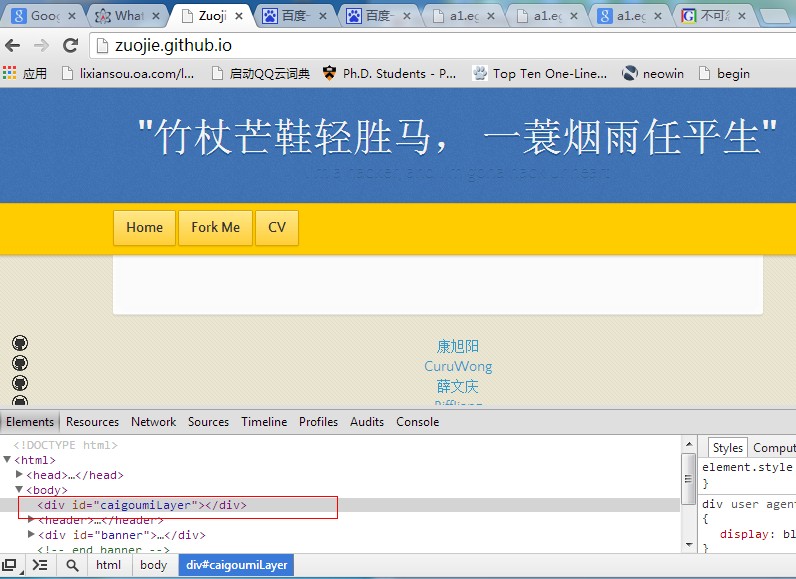 Goog What Zuoji 百度- 百度- a1.eg a1.eg a1.eg
zuojie.github.io
应用 lixiansou.oa.com/l... 启动QQ云词典 Ph.D. Students - P... Top Ten One-Line... neowin begin
"竹杖芒鞋轻胜马， 一蓑烟雨任平生"
Home Fork Me CV
康旭阳
CuruWong
薛文庆
Elements Resources Network Sources Timeline Profiles Audits Console
<!DOCTYPE html>
<html>
<head>…</head>
<body>
<div id="caigoumiLayer"></div>
<header>…</header>
<div id="banner">…</div>
<!-- end banner -->
Styles Comput
element.style
}
div user agent
{
display: bl
}
html body div#caigoumiLayer